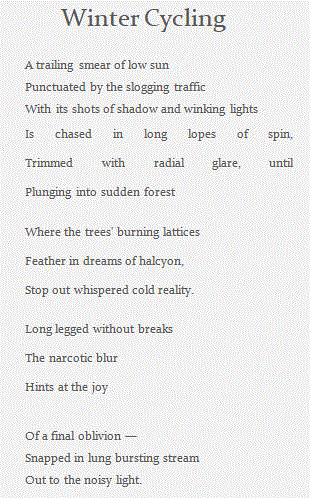 Winter Cycling
A trailing smear of low sun
Punctuated by the slogging traffic
With its shots of shadow and winking lights
Is chased in long lopes of spin,
Trimmed with radial glare, until
Plunging into sudden forest
Where the trees' burning lattices
Feather in dreams of halcyon,
Stop out whispered cold reality.
Long legged without breaks
The narcotic blur
Hints at the joy
Of a final oblivion —
Snapped in lung bursting stream
Out to the noisy light.